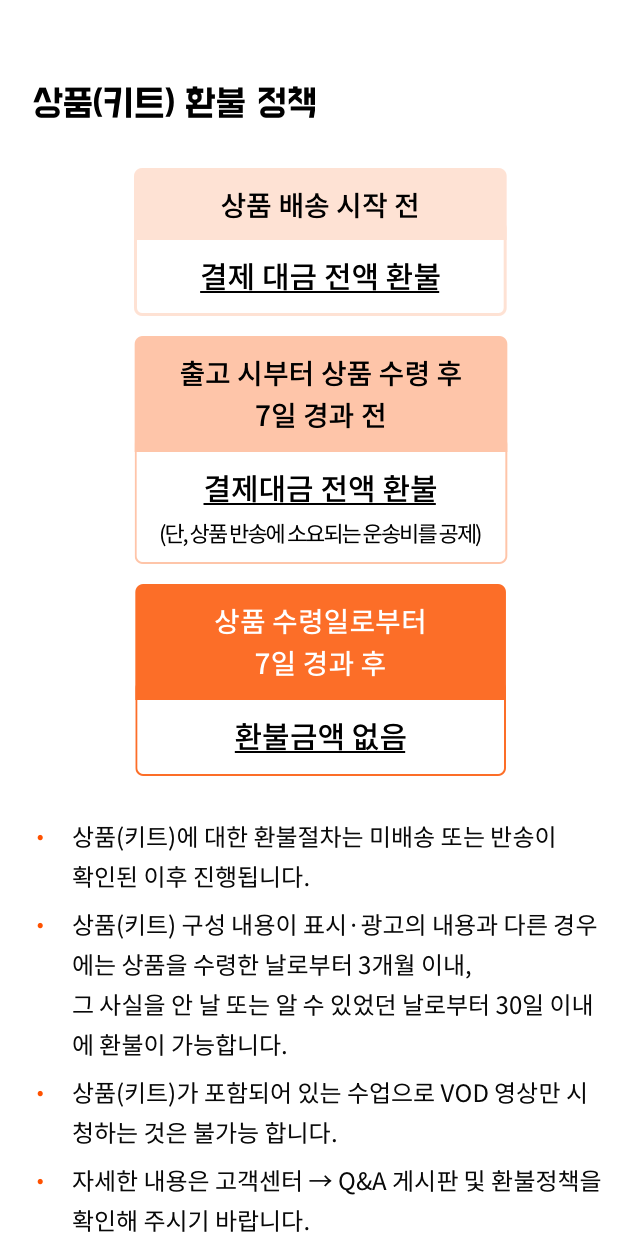 상품(키트) 환불 정책
상품 배송 시작 전
결제 대금 전액 환불
출고 시부터 상품 수령 후
7일 경과 전
결제대금 전액 환불
(단, 상품 반송에 소요되는 운송비를 공제)
상품 수령일로부터
7일 경과 후
환불금액 없음
• 상품(키트)에 대한 환불절차는 미배송 또는 반송이
확인된 이후 진행됩니다.
• 상품(키트) 구성 내용이 표시·광고의 내용과 다른 경우
에는 상품을 수령한 날로부터 3개월 이내,
그 사실을 안 날 또는 알 수 있었던 날로부터 30일 이내
에 환불이 가능합니다.
• 상품(키트)가 포함되어 있는 수업으로 VOD 영상만 시
청하는 것은 불가능 합니다.
• 자세한 내용은 고객센터 → Q&A 게시판 및 환불정책을
확인해 주시기 바랍니다.